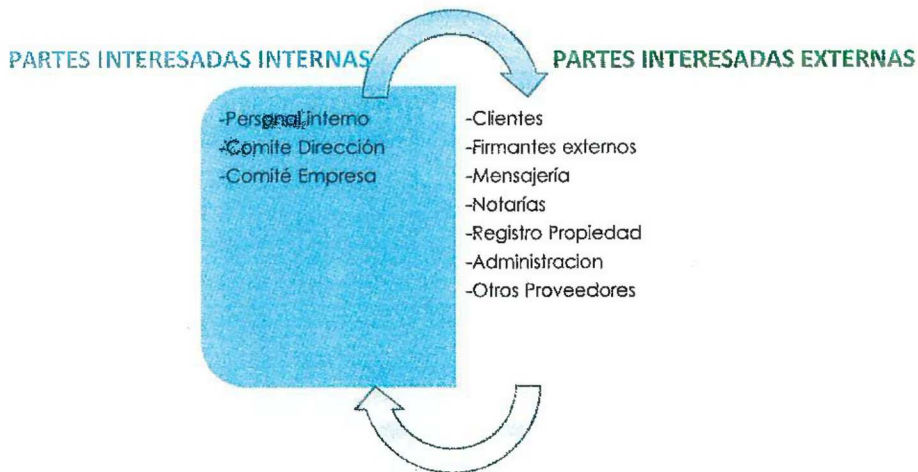 PARTES INTERESADAS INTERNAS
-Personal interno
-Comite Dirección
-Comité Empresa
PARTES INTERESADAS EXTERNAS
-Clientes
-Firmantes externos
-Mensajería
-Notarías
-Registro Propiedad
-Administracion
-Otros Proveedores